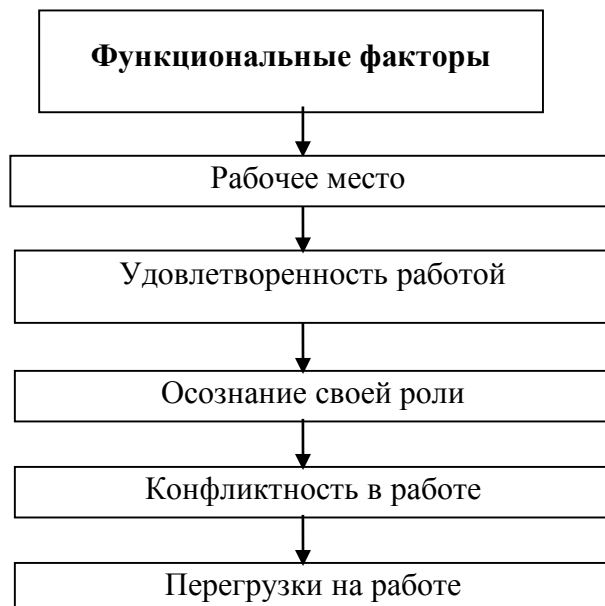 Функциональные факторы
Рабочее место
Удовлетворенность работой
Осознание своей роли
Конфликтность в работе
Перегрузки на работе